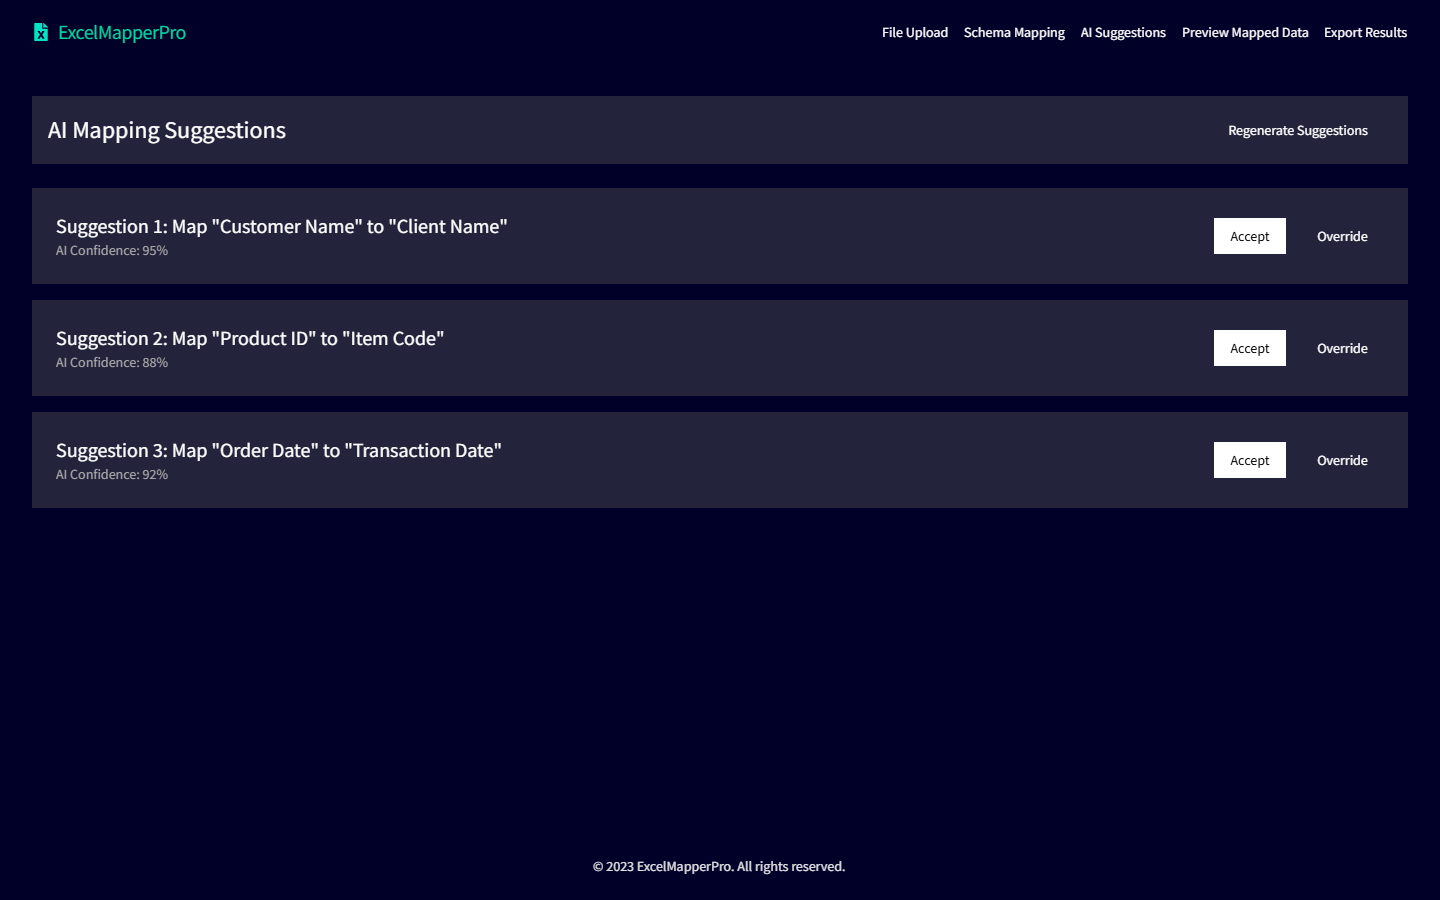 ExcelMapperPro
File Upload
Schema Mapping
AI Suggestions
Preview Mapped Data
Export Results
AI Mapping Suggestions
Regenerate Suggestions
Suggestion 1: Map "Customer Name" to "Client Name"
AI Confidence: 95%
Accept
Override
Suggestion 2: Map "Product ID" to "Item Code"
AI Confidence: 88%
Accept
Override
Suggestion 3: Map "Order Date" to "Transaction Date"
AI Confidence: 92%
Accept
Override
© 2023 ExcelMapperPro. All rights reserved.